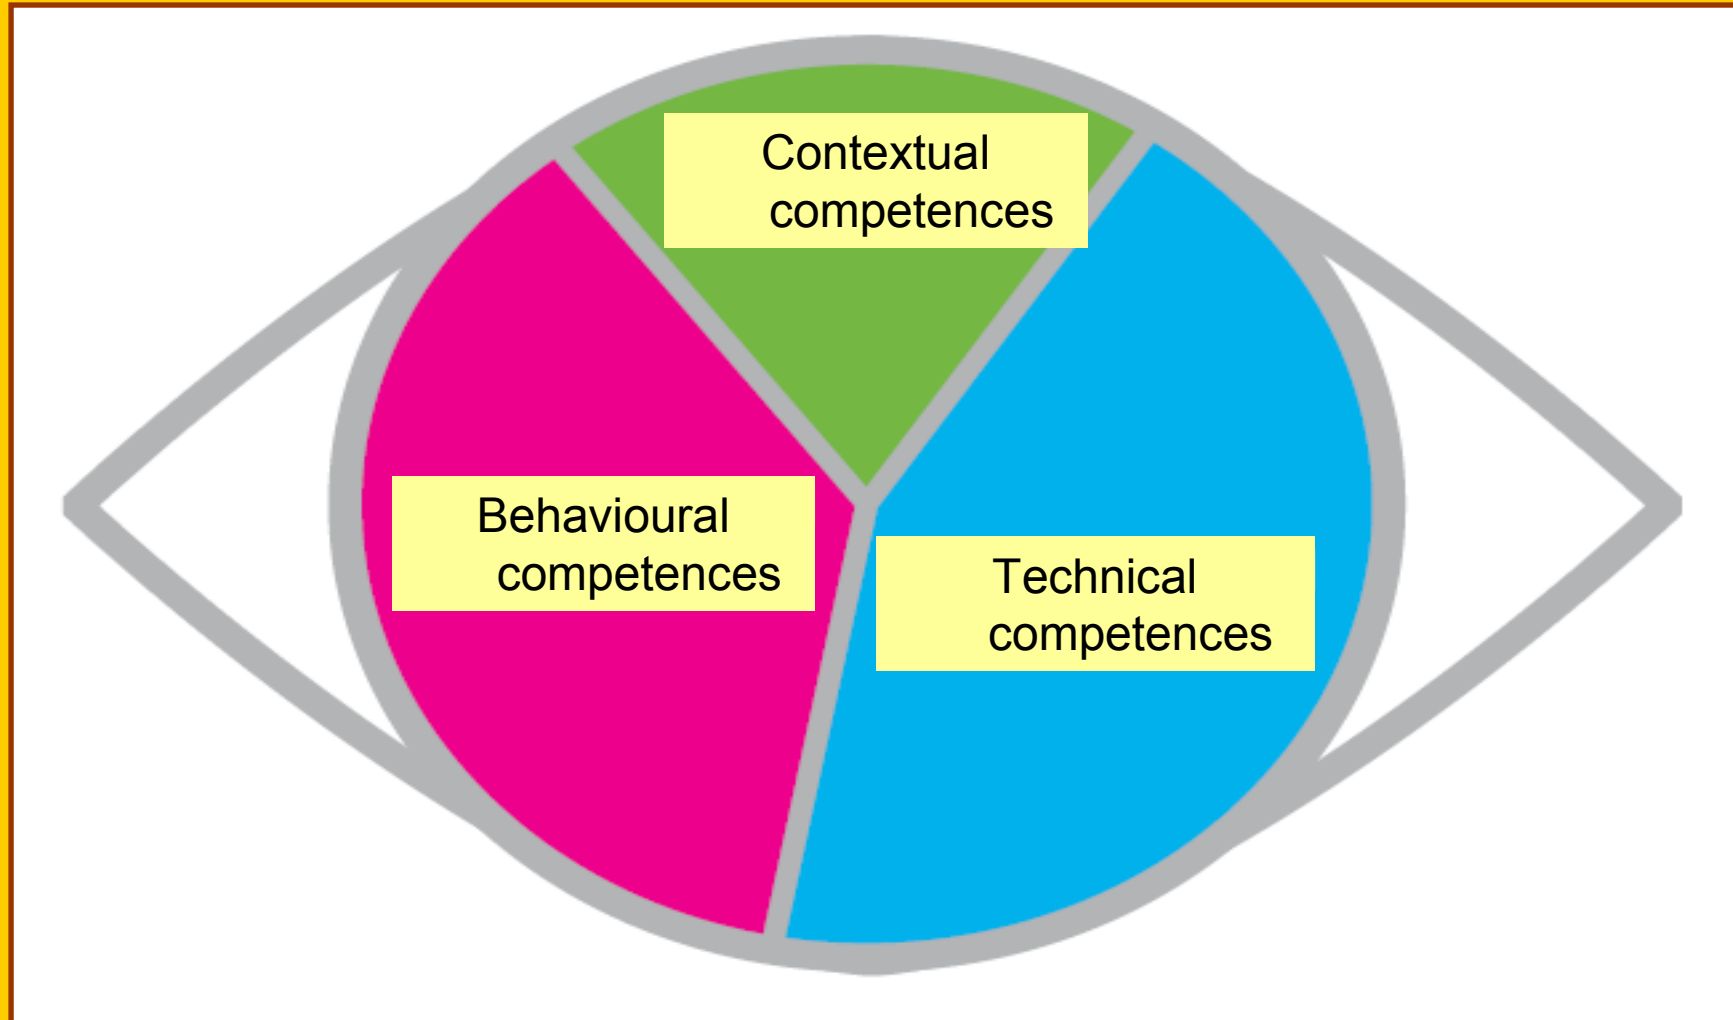 Contextual
competences
Behavioural
competences
Technical
competences